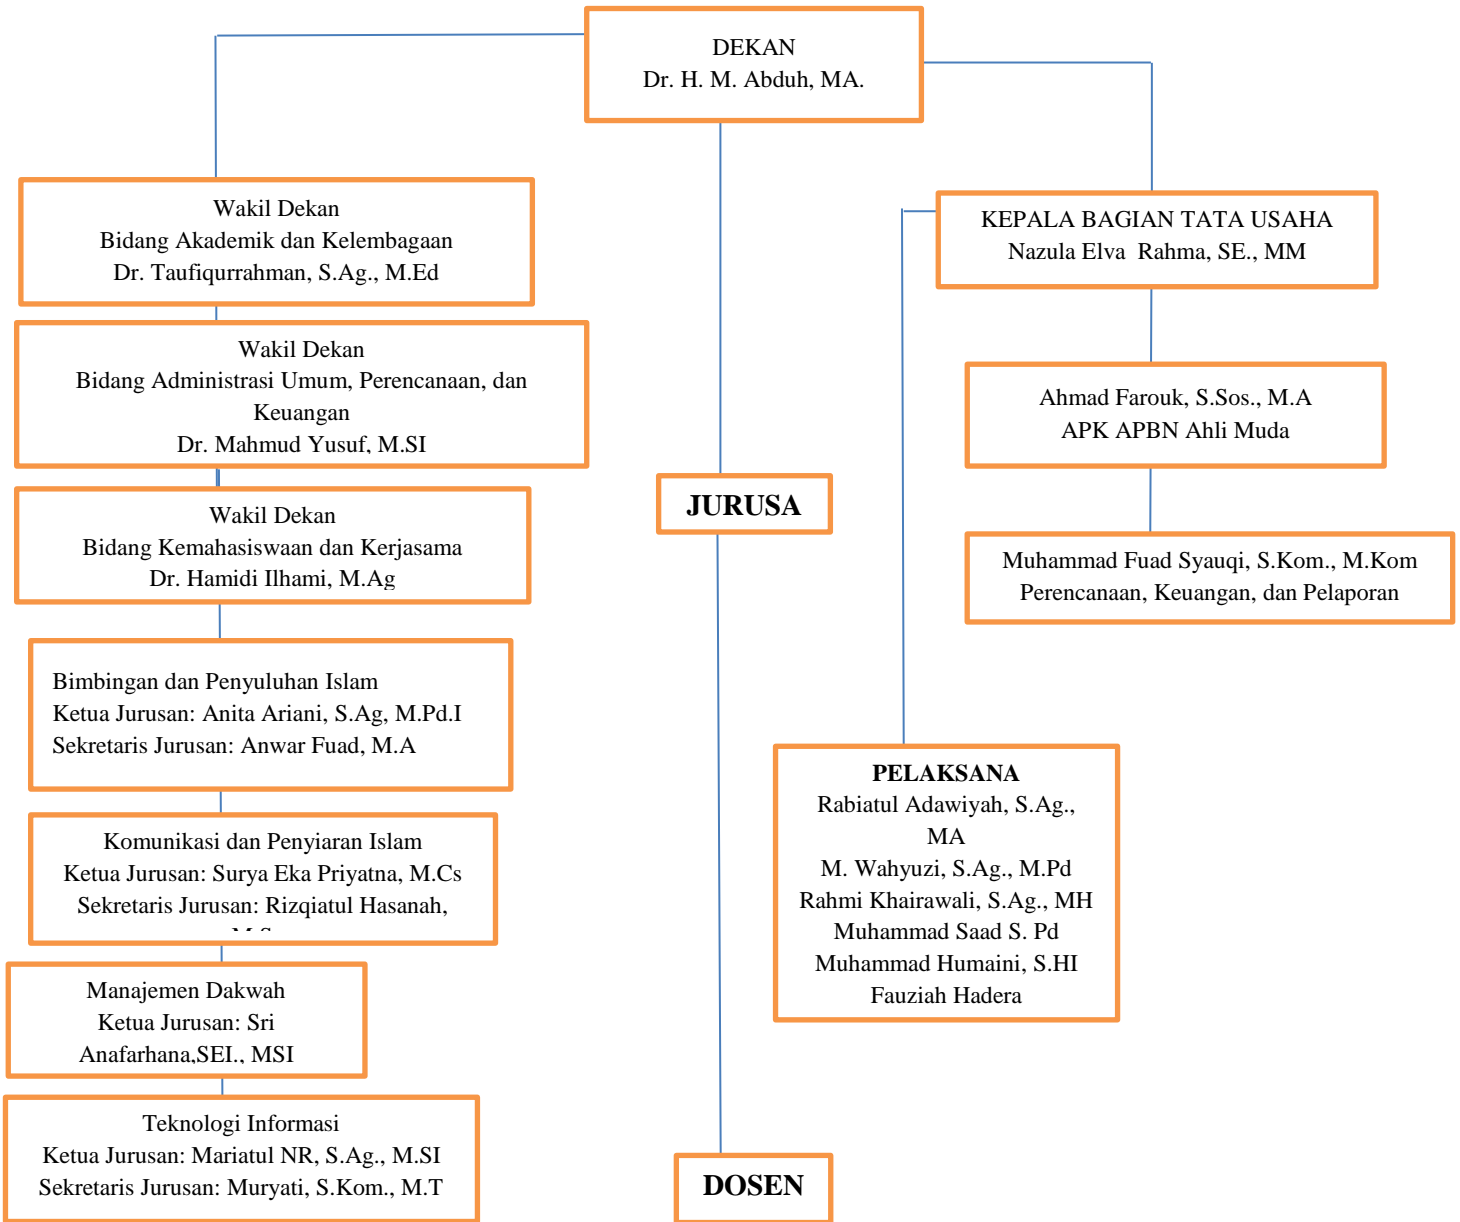 DEKAN
Dr. H. M. Abduh, MA.
Wakil Dekan
Bidang Akademik dan Kelembagaan
Dr. Taufiqurrahman, S.Ag., M.Ed
Wakil Dekan
Bidang Administrasi Umum, Perencanaan, dan
Keuangan
Dr. Mahmud Yusuf, M.SI
Wakil Dekan
Bidang Kemahasiswaan dan Kerjasama
Dr. Hamidi Ilhami, M.Ag
Bimbingan dan Penyuluhan Islam
Ketua Jurusan: Anita Ariani, S.Ag, M.Pd.I
Sekretaris Jurusan: Anwar Fuad, M.A
Komunikasi dan Penyiaran Islam
Ketua Jurusan: Surya Eka Priyatna, M.Cs
Sekretaris Jurusan: Rizqiatul Hasanah,
Manajemen Dakwah
Ketua Jurusan: Sri
Anafarhana,SEI., MSI
Teknologi Informasi
Ketua Jurusan: Mariatul NR, S.Ag., M.SI
Sekretaris Jurusan: Muryati, S.Kom., M.T
JURUSA
DOSEN
KEPALA BAGIAN TATA USAHA
Nazula Elva  Rahma, SE., MM
Ahmad Farouk, S.Sos., M.A
APK APBN Ahli Muda
Muhammad Fuad Syauqi, S.Kom., M.Kom
Perencanaan, Keuangan, dan Pelaporan
PELAKSANA
Rabiatul Adawiyah, S.Ag.,
MA
M. Wahyuzi, S.Ag., M.Pd
Rahmi Khairawali, S.Ag., MH
Muhammad Saad S. Pd
Muhammad Humaini, S.HI
Fauziah Hadera